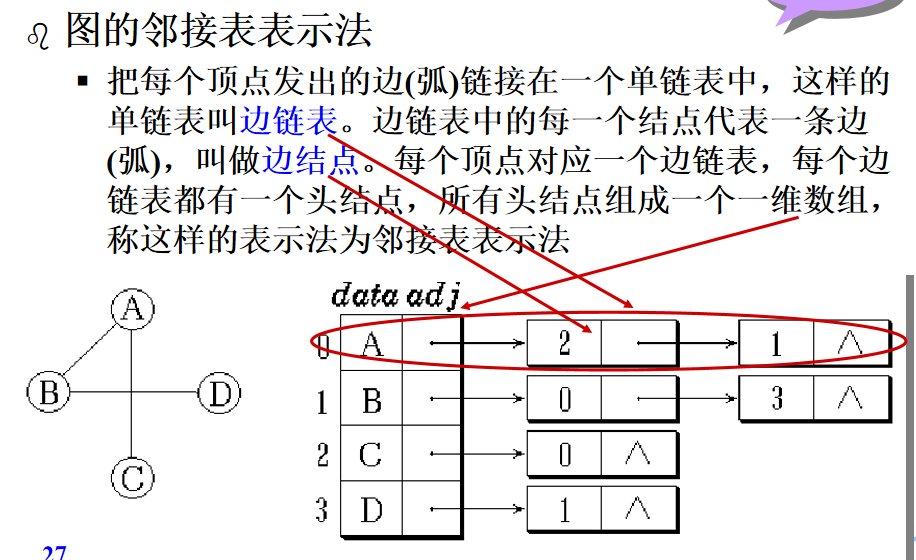 ♌ 图的邻接表表示法
▪ 把每个顶点发出的边(弧)链接在一个单链表中，这样的
单链表叫边链表。边链表中的每一个结点代表一条边
(弧)，叫做边结点。每个顶点对应一个边链表，每个边
链表都有一个头结点，所有头结点组成一个一维数组，
称这样的表示法为邻接表表示法
data adj
A
B
D
C
0 A 2 1 ∧
1 B 0 3 ∧
2 C 0 ∧
3 D 1 ∧
27